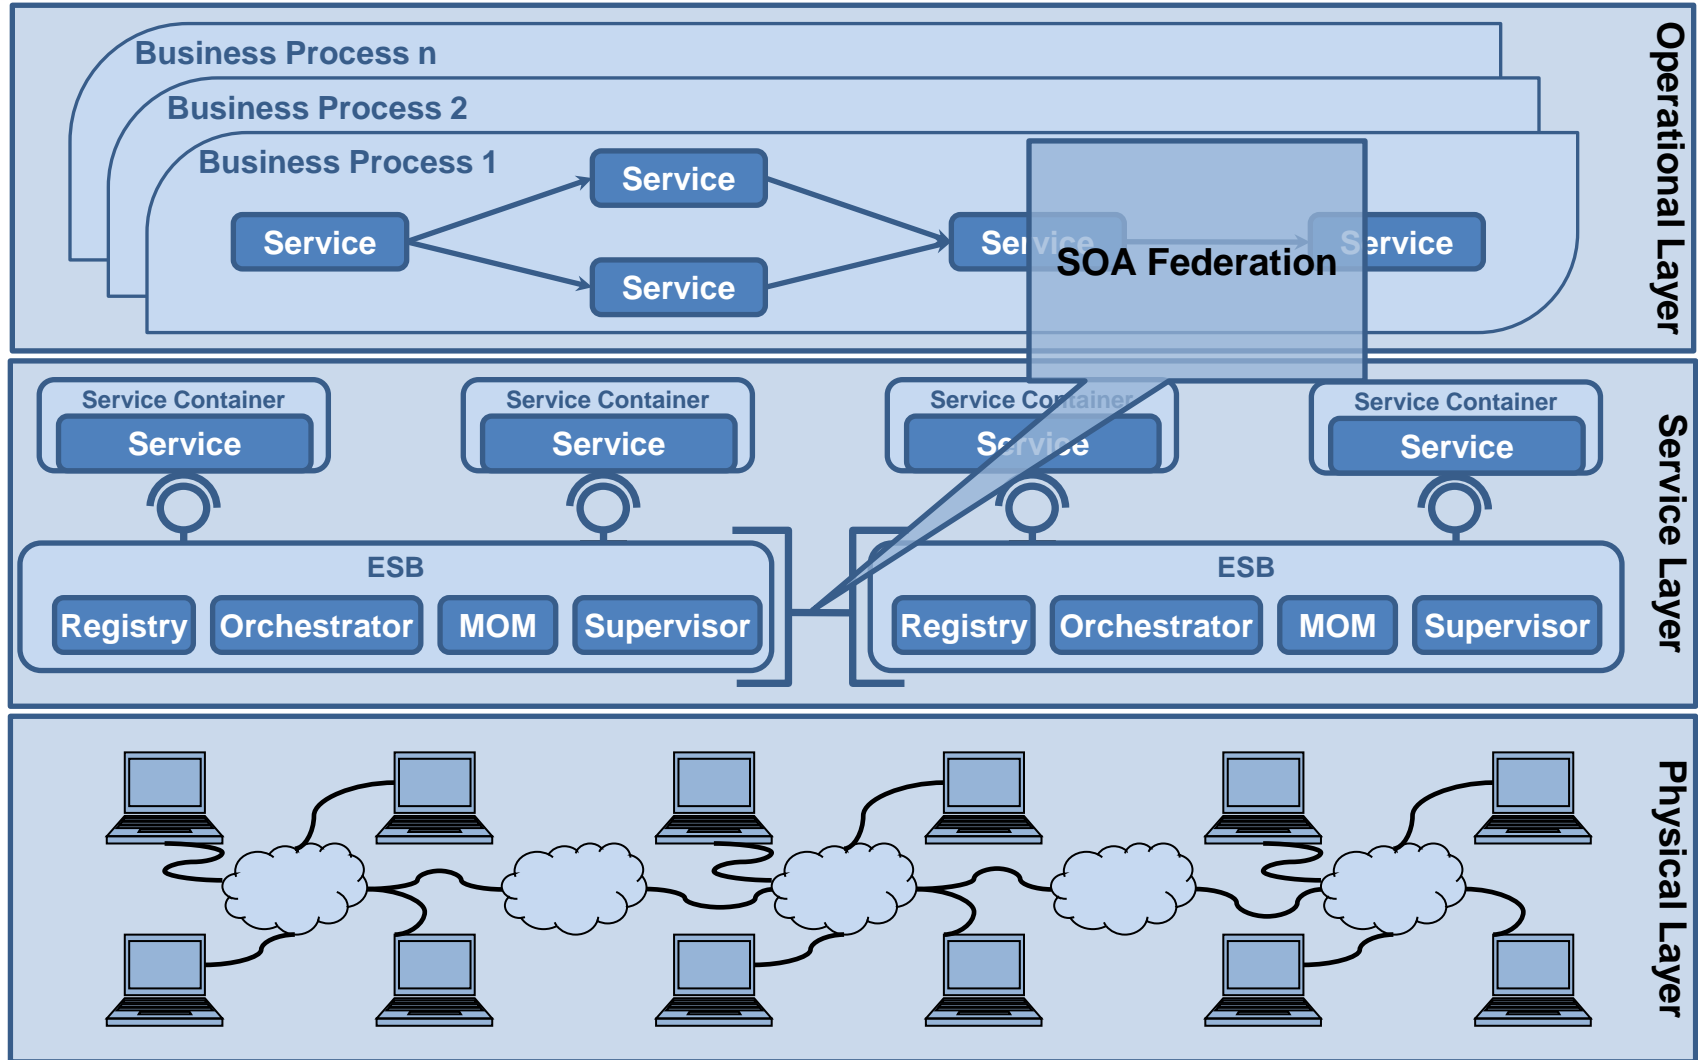 Business Process n
Business Process 2
Business Process 1
Service
Service
Service
Service
Service
SOA Federation
Operational Layer
Service Container
Service
Service Container
Service
Service Container
Service
Service Container
Service
ESB
Registry
Orchestrator
MOM
Supervisor
ESB
Registry
Orchestrator
MOM
Supervisor
Service Layer
Physical Layer